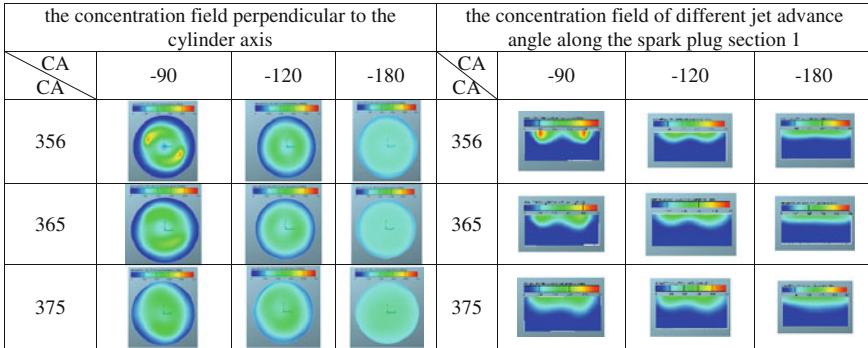 the concentration field perpendicular to the
cylinder axis
the concentration field of different jet advance
angle along the spark plug section 1
CA
CA
-90
-120
-180
CA
CA
-90
-120
-180
356
356
365
365
375
375